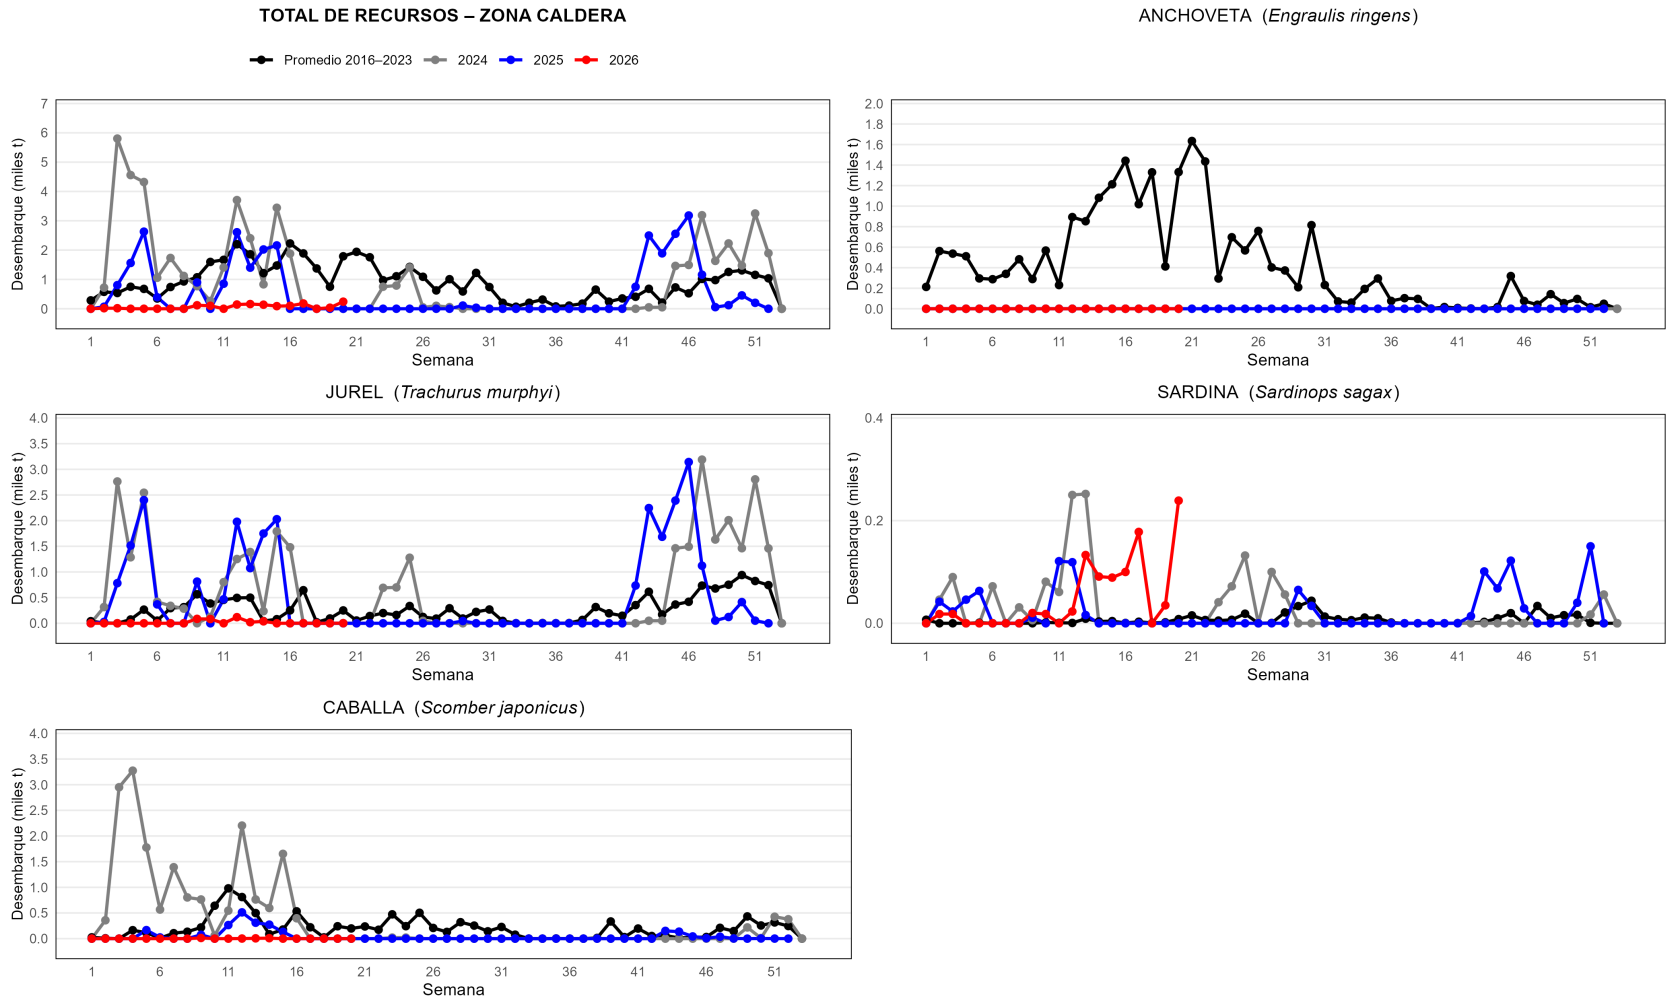 TOTAL DE RECURSOS – ZONA CALDERA
Promedio 2016–2023 2024 2025 2026
Desembarque (miles t)
7
6
5
4
3
2
1
0
1 6 11 16 21 26 31 36 41 46 51
Semana
ANCHOVETA (Engraulis ringens)
Desembarque (miles t)
2.0
1.8
1.6
1.4
1.2
1.0
0.8
0.6
0.4
0.2
0.0
1 6 11 16 21 26 31 36 41 46 51
Semana
JUREL (Trachurus murphyi)
Desembarque (miles t)
4.0
3.5
3.0
2.5
2.0
1.5
1.0
0.5
0.0
1 6 11 16 21 26 31 36 41 46 51
Semana
SARDINA (Sardinops sagax)
Desembarque (miles t)
0.4
0.2
0.0
1 6 11 16 21 26 31 36 41 46 51
Semana
CABALLA (Scomber japonicus)
Desembarque (miles t)
4.0
3.5
3.0
2.5
2.0
1.5
1.0
0.5
0.0
1 6 11 16 21 26 31 36 41 46 51
Semana